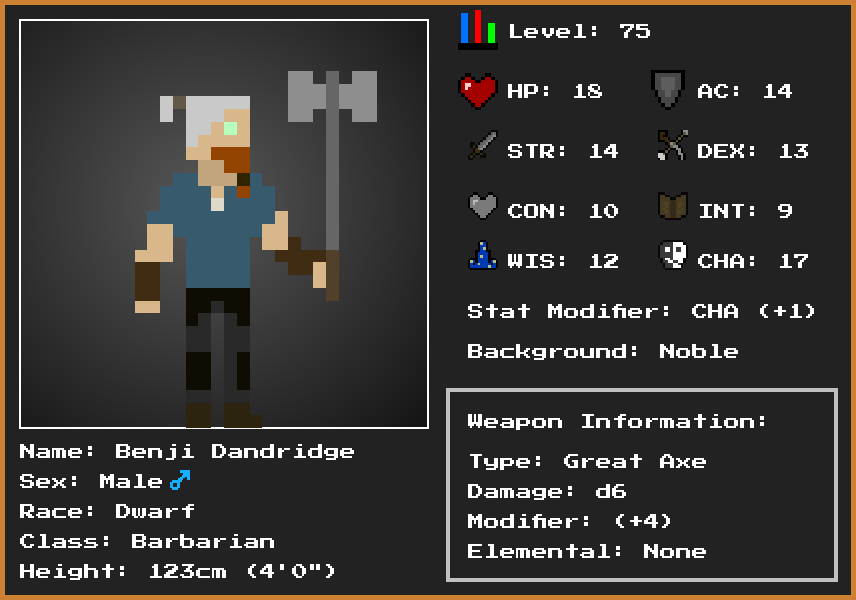 Level: 75
HP: 18 AC: 14
STR: 14 DEX: 13
CON: 10 INT: 9
WIS: 12 CHA: 17
Stat Modifier: CHA (+1)
Background: Noble
Weapon Information:
Type: Great Axe
Damage: d6
Modifier: (+4)
Elemental: None
Name: Benji Dandridge
Sex: Male ♂
Race: Dwarf
Class: Barbarian
Height: 123cm (4'0")